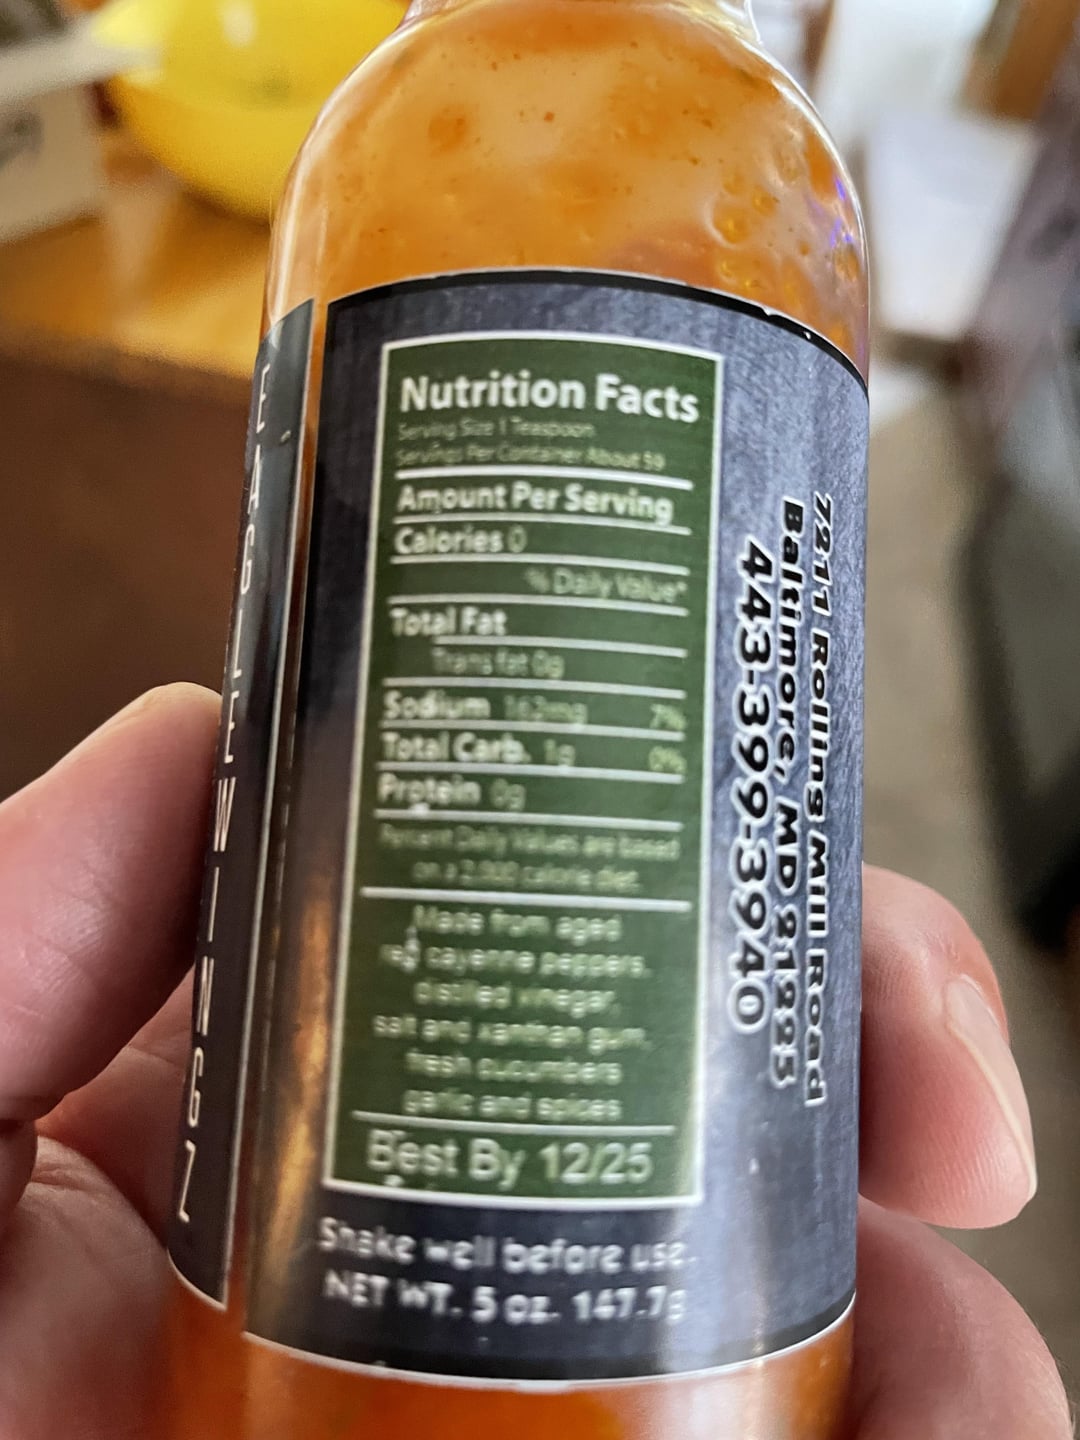 Nutrition Facts
Serving Size 1 Teaspoon
Servings Per Container About 59
Amount Per Serving
Calories 0
% Daily Value*
Total Fat
Trans fat 0g
Sodium 162mg 7%
Total Carb. 1g 0%
Protein 0g
Percent Daily Values are based
on a 2,000 calorie diet.
Made from aged
red cayenne peppers,
distilled vinegar,
salt and xanthan gum,
fresh cucumbers
garlic and spices
Best By 12/25
Shake well before use.
NET WT. 5 oz. 147.7g
7211 Rolling Mill Road
Baltimore, MD
443-399-3940